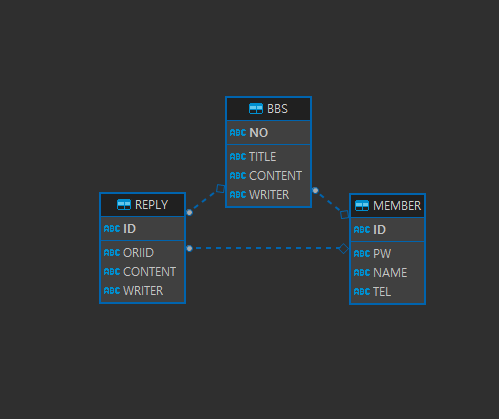 BBS
ABC NO
ABC TITLE
ABC CONTENT
ABC WRITER
REPLY
ABC ID
ABC ORIID
ABC CONTENT
ABC WRITER
MEMBER
ABC ID
ABC PW
ABC NAME
ABC TEL